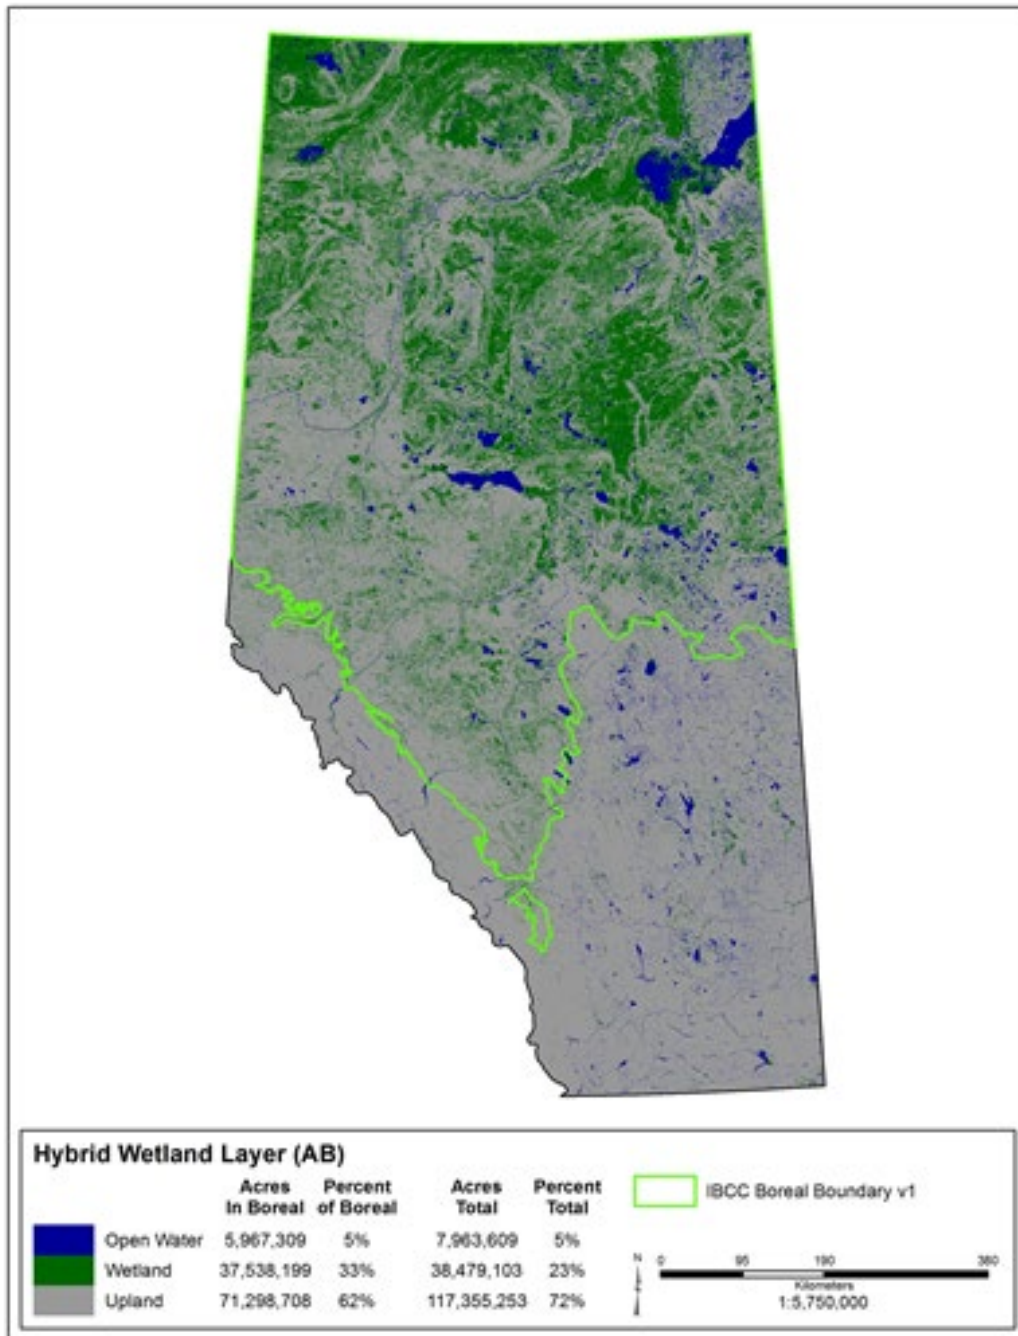 Hybrid Wetland Layer (AB)
Acres In Boreal Percent of Boreal Acres Total Percent Total
Open Water 5,967,309 5% 7,963,609 5%
Wetland 37,538,199 33% 38,479,103 23%
Upland 71,298,708 62% 117,355,253 72%
IBCC Boreal Boundary v1
N
0 95 190 380
Kilometers
1:5,750,000